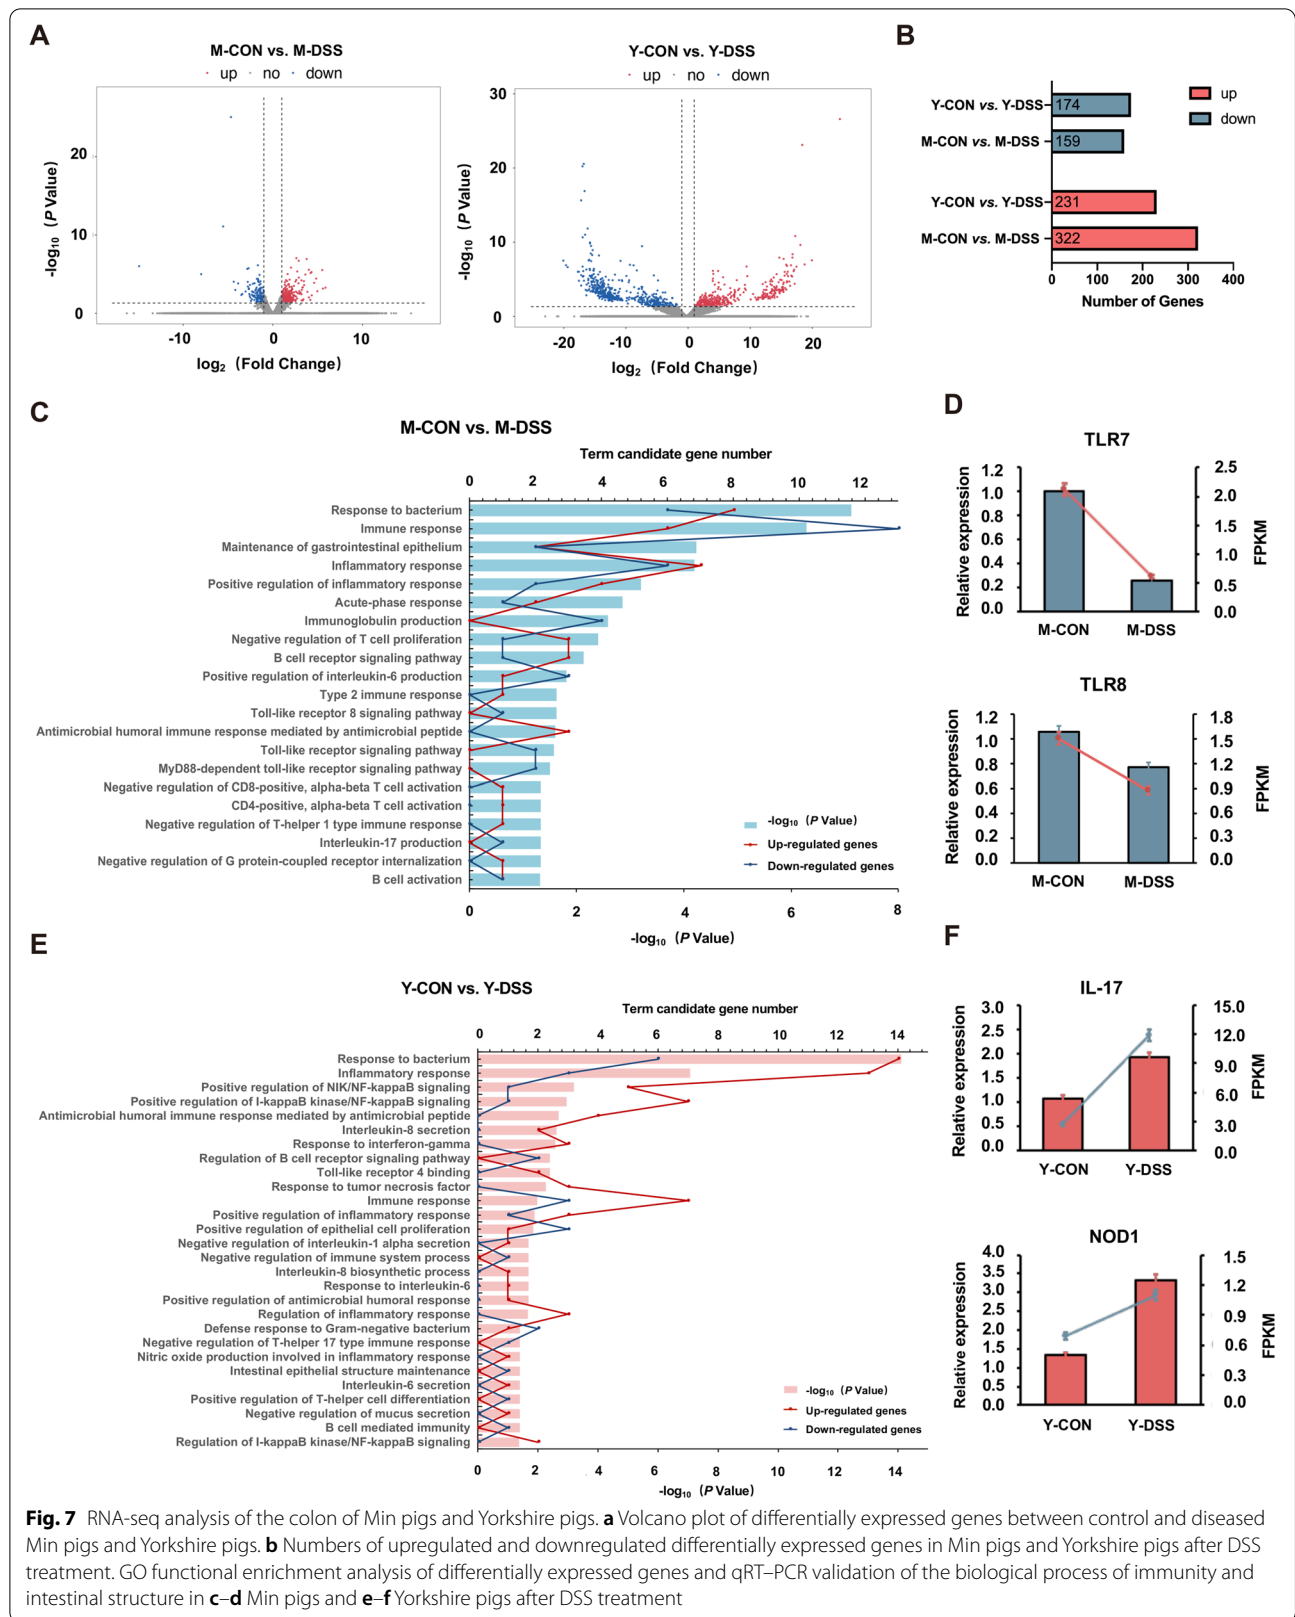 A
M-CON vs. M-DSS
up no down
-log10 (P Value)
20
10
0
-10 0 10
log2 (Fold Change)
Y-CON vs. Y-DSS
up no down
-log10 (P Value)
30
20
10
0
-20 -10 0 10 20
log2 (Fold Change)
B
Y-CON vs. Y-DSS 174
M-CON vs. M-DSS 159
Y-CON vs. Y-DSS 231
M-CON vs. M-DSS 322
up
down
0 100 200 300 400
Number of Genes
C
M-CON vs. M-DSS
Term candidate gene number
0 2 4 6 8 10 12
Response to bacterium
Immune response
Maintenance of gastrointestinal epithelium
Inflammatory response
Positive regulation of inflammatory response
Acute-phase response
Immunoglobulin production
Negative regulation of T cell proliferation
B cell receptor signaling pathway
Positive regulation of interleukin-6 production
Type 2 immune response
Toll-like receptor 8 signaling pathway
Antimicrobial humoral immune response mediated by antimicrobial peptide
Toll-like receptor signaling pathway
MyD88-dependent toll-like receptor signaling pathway
Negative regulation of CD8-positive, alpha-beta T cell activation
CD4-positive, alpha-beta T cell activation
Negative regulation of T-helper 1 type immune response
Interleukin-17 production
Negative regulation of G protein-coupled receptor internalization
B cell activation
-log10 (P Value)
Up-regulated genes
Down-regulated genes
0 2 4 6 8
-log10 (P Value)
D
TLR7
Relative expression
1.2
1.0
0.8
0.6
0.4
0.2
0.0
2.5
2.0
1.5
1.0
0.5
0.0
FPKM
M-CON M-DSS
TLR8
Relative expression
1.2
1.0
0.8
0.6
0.4
0.2
0.0
1.8
1.5
1.2
0.9
0.6
0.3
0.0
FPKM
M-CON M-DSS
E
Y-CON vs. Y-DSS
Term candidate gene number
0 2 4 6 8 10 12 14
Response to bacterium
Inflammatory response
Positive regulation of NIK/NF-kappaB signaling
Positive regulation of I-kappaB kinase/NF-kappaB signaling
Antimicrobial humoral immune response mediated by antimicrobial peptide
Interleukin-8 secretion
Response to interferon-gamma
Regulation of B cell receptor signaling pathway
Toll-like receptor 4 binding
Response to tumor necrosis factor
Immune response
Positive regulation of inflammatory response
Positive regulation of epithelial cell proliferation
Negative regulation of interleukin-1 alpha secretion
Negative regulation of immune system process
Interleukin-8 biosynthetic process
Response to interleukin-6
Positive regulation of antimicrobial humoral response
Regulation of inflammatory response
Defense response to Gram-negative bacterium
Negative regulation of T-helper 17 type immune response
Nitric oxide production involved in inflammatory response
Intestinal epithelial structure maintenance
Interleukin-6 secretion
Positive regulation of T-helper cell differentiation
Negative regulation of mucus secretion
B cell mediated immunity
Regulation of I-kappaB kinase/NF-kappaB signaling
-log10 (P Value)
Up-regulated genes
Down-regulated genes
0 2 4 6 8 10 12 14
-log10 (P Value)
F
IL-17
Relative expression
3.0
2.5
2.0
1.5
1.0
0.5
0.0
15.0
12.0
9.0
6.0
3.0
0.0
FPKM
Y-CON Y-DSS
NOD1
Relative expression
4.0
3.5
3.0
2.5
2.0
1.5
1.0
0.5
0.0
1.5
1.2
0.9
0.6
0.3
0.0
FPKM
Y-CON Y-DSS
Fig. 7 RNA-seq analysis of the colon of Min pigs and Yorkshire pigs. a Volcano plot of differentially expressed genes between control and diseased
Min pigs and Yorkshire pigs. b Numbers of upregulated and downregulated differentially expressed genes in Min pigs and Yorkshire pigs after DSS
treatment. GO functional enrichment analysis of differentially expressed genes and qRT–PCR validation of the biological process of immunity and
intestinal structure in c–d Min pigs and e–f Yorkshire pigs after DSS treatment